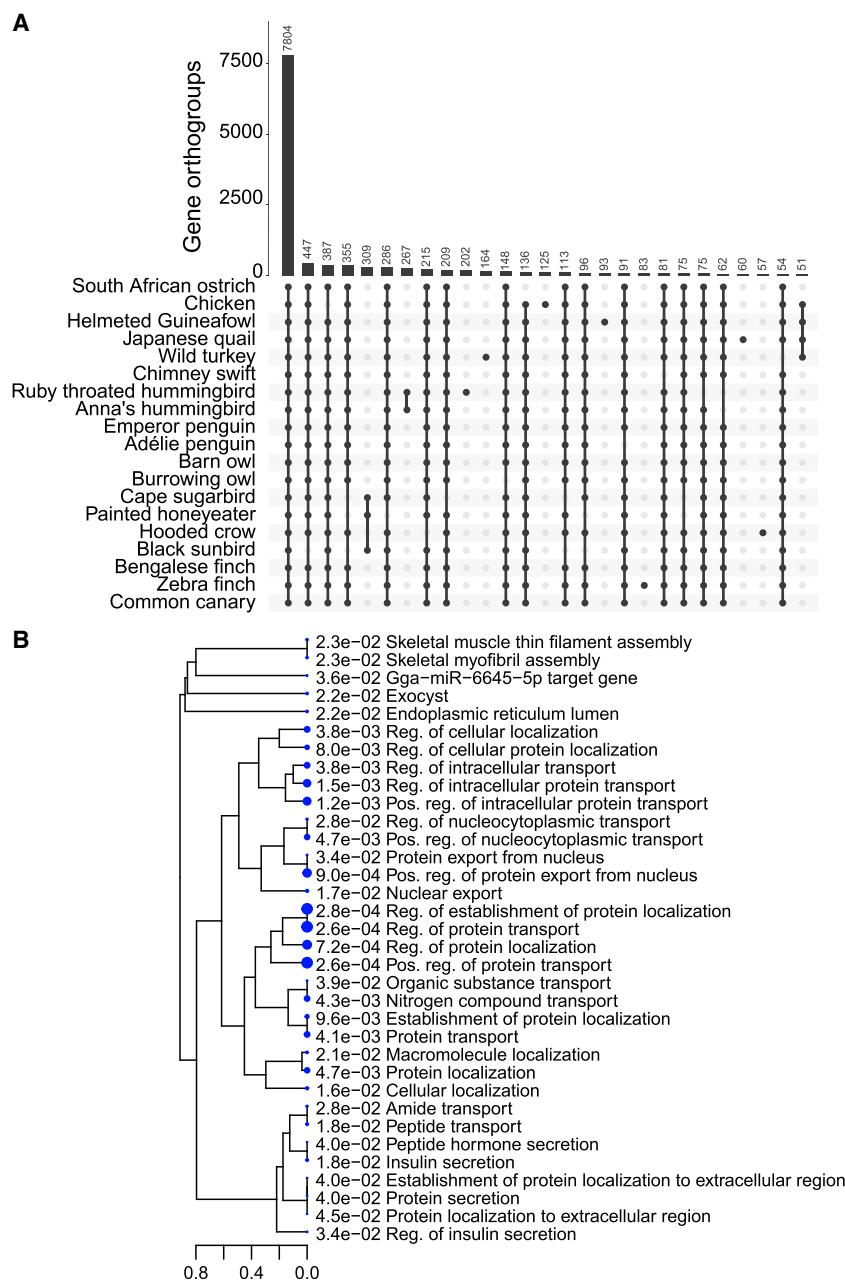 A
Gene orthogroups
7500
5000
2500
0
7804
447
387
355
309
286
267
215
209
202
164
148
136
125
113
96
93
91
83
81
75
75
62
60
57
54
51
South African ostrich
Chicken
Helmeted Guineafowl
Japanese quail
Wild turkey
Chimney swift
Ruby throated hummingbird
Anna's hummingbird
Emperor penguin
Adélie penguin
Barn owl
Burrowing owl
Cape sugarbird
Painted honeyeater
Hooded crow
Black sunbird
Bengalese finch
Zebra finch
Common canary
B
2.3e−02 Skeletal muscle thin filament assembly
2.3e−02 Skeletal myofibril assembly
3.6e−02 Gga−miR−6645−5p target gene
2.2e−02 Exocyst
2.2e−02 Endoplasmic reticulum lumen
3.8e−03 Reg. of cellular localization
8.0e−03 Reg. of cellular protein localization
3.8e−03 Reg. of intracellular transport
1.5e−03 Reg. of intracellular protein transport
1.2e−03 Pos. reg. of intracellular protein transport
2.8e−02 Reg. of nucleocytoplasmic transport
4.7e−03 Pos. reg. of nucleocytoplasmic transport
3.4e−02 Protein export from nucleus
9.0e−04 Pos. reg. of protein export from nucleus
1.7e−02 Nuclear export
2.8e−04 Reg. of establishment of protein localization
2.6e−04 Reg. of protein transport
7.2e−04 Reg. of protein localization
2.6e−04 Pos. reg. of protein transport
3.9e−02 Organic substance transport
4.3e−03 Nitrogen compound transport
9.6e−03 Establishment of protein localization
4.1e−03 Protein transport
2.1e−02 Macromolecule localization
4.7e−03 Protein localization
1.6e−02 Cellular localization
2.8e−02 Amide transport
1.8e−02 Peptide transport
4.0e−02 Peptide hormone secretion
1.8e−02 Insulin secretion
4.0e−02 Establishment of protein localization to extracellular region
4.0e−02 Protein secretion
4.5e−02 Protein localization to extracellular region
3.4e−02 Reg. of insulin secretion
0.8 0.4 0.0